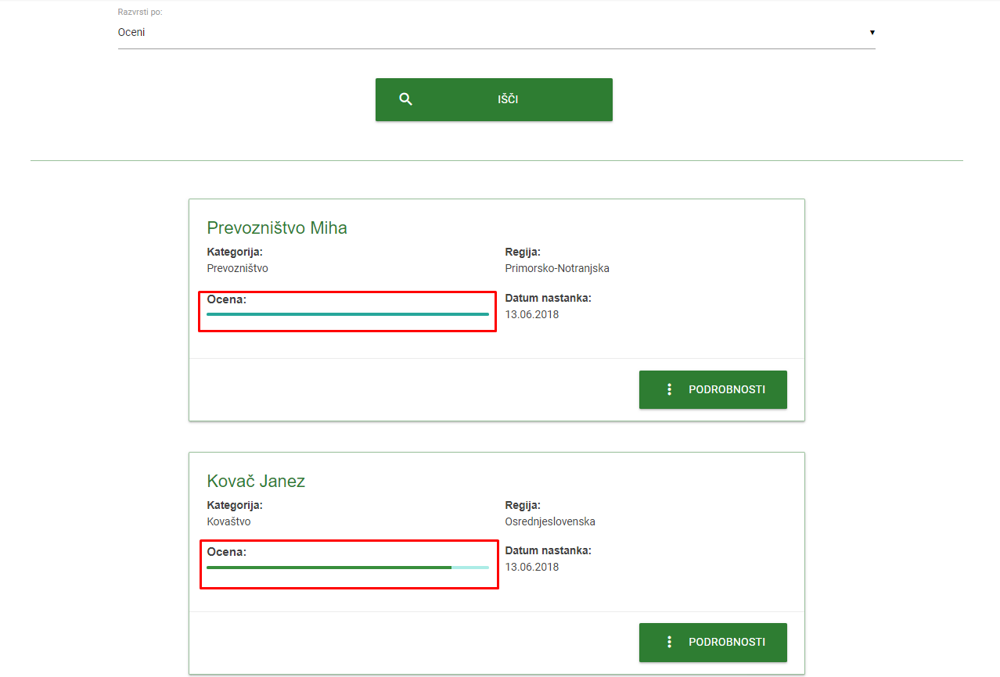 Razvrsti po:
Oceni
IŠČI
Prevozništvo Miha
Kategorija:
Prevozništvo
Regija:
Primorsko-Notranjska
Ocena:
Datum nastanka:
13.06.2018
PODROBNOSTI
Kovač Janez
Kategorija:
Kovaštvo
Regija:
Osrednjeslovenska
Ocena:
Datum nastanka:
13.06.2018
PODROBNOSTI